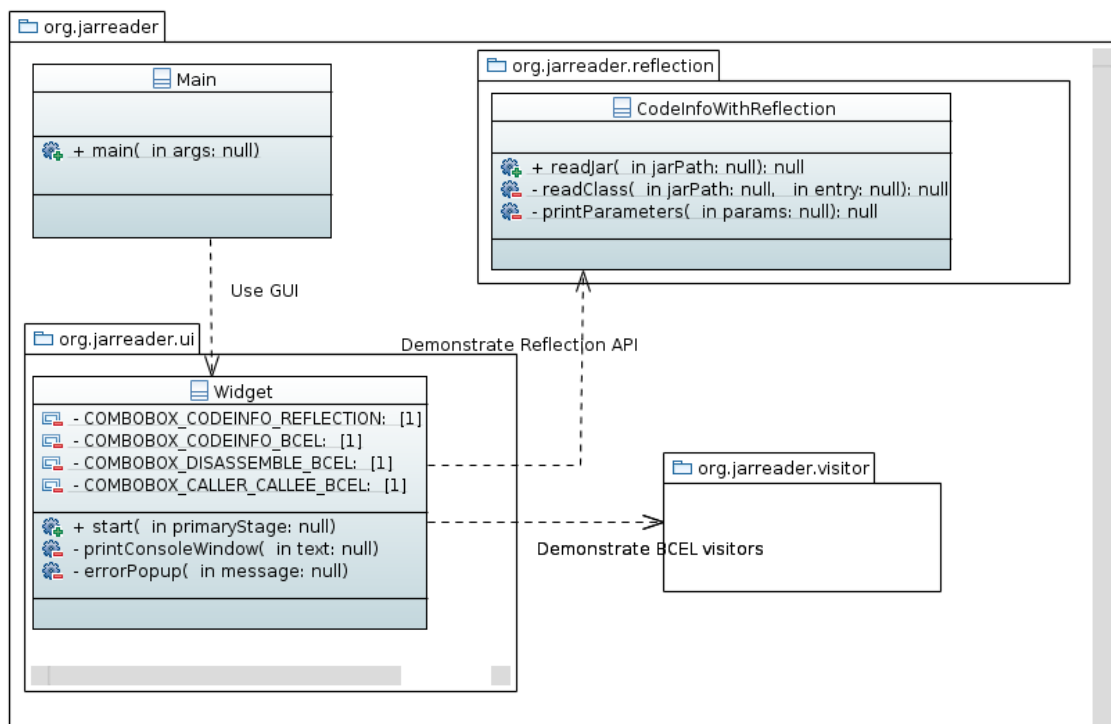 org.jarreader
Main
+ main(  in args: null)
org.jarreader.reflection
CodeInfoWithReflection
+ readJar(  in jarPath: null): null
- readClass(  in jarPath: null,   in entry: null): null
- printParameters(  in params: null): null
Use GUI
Demonstrate Reflection API
org.jarreader.ui
Widget
- COMBOBOX_CODEINFO_REFLECTION:  [1]
- COMBOBOX_CODEINFO_BCEL:  [1]
- COMBOBOX_DISASSEMBLE_BCEL:  [1]
- COMBOBOX_CALLER_CALLEE_BCEL:  [1]
+ start(  in primaryStage: null)
- printConsoleWindow(  in text: null)
- errorPopup(  in message: null)
org.jarreader.visitor
Demonstrate BCEL visitors